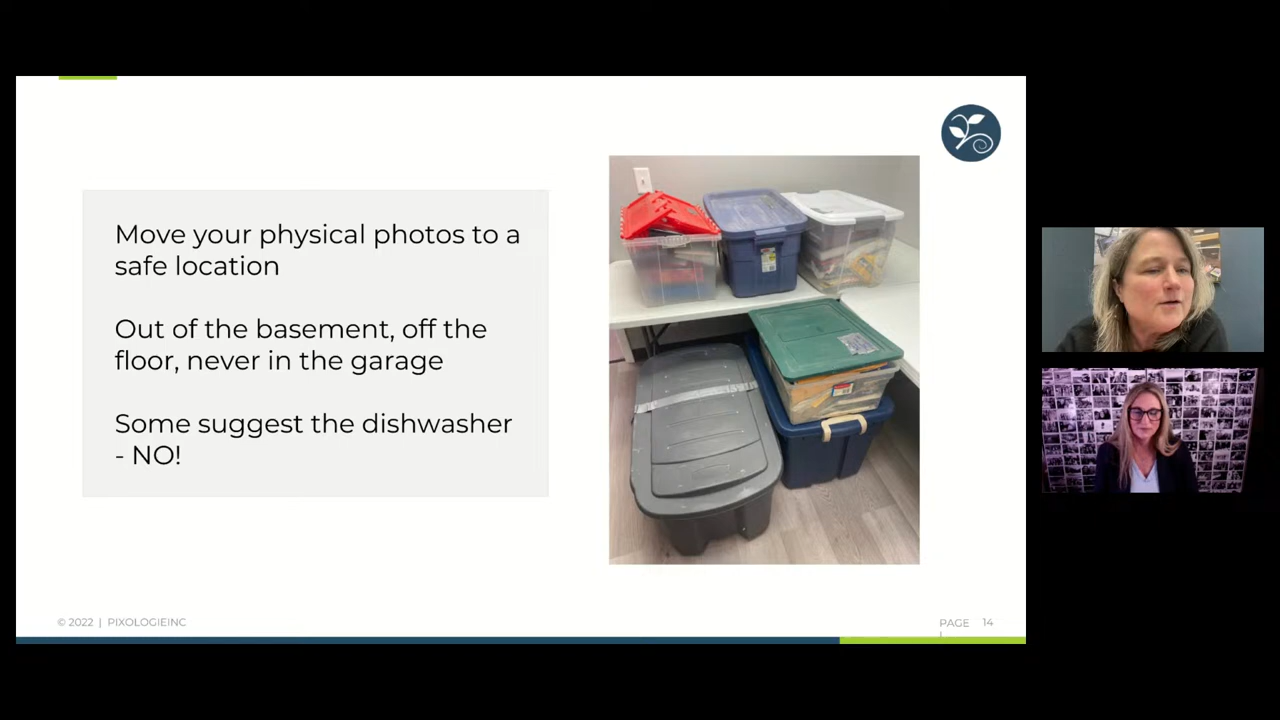 Move your physical photos to a
safe location
Out of the basement, off the
floor, never in the garage
Some suggest the dishwasher
- NO!
© 2022 | PIXOLOGIEINC
PAGE 14
|